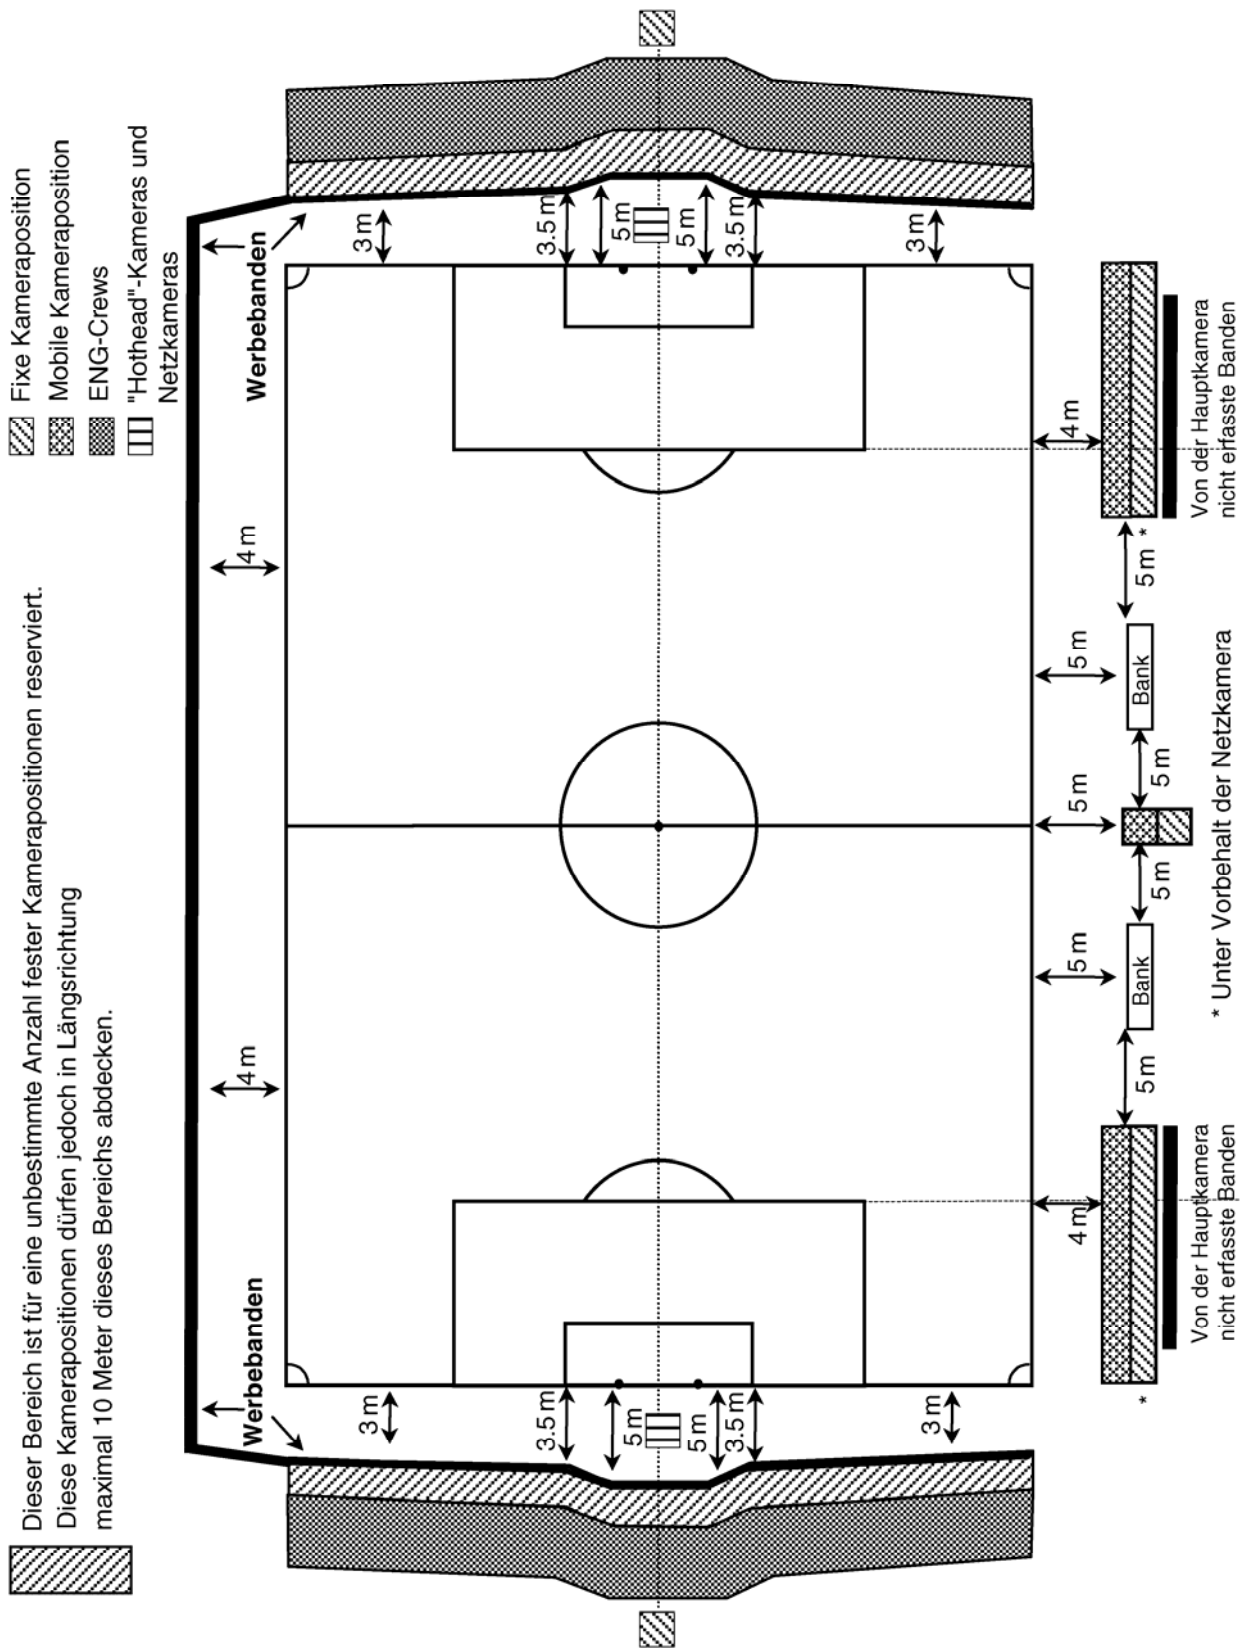 Dieser Bereich ist für eine unbestimmte Anzahl fester Kamerapositionen reserviert.
Diese Kamerapositionen dürfen jedoch in Längsrichtung
maximal 10 Meter dieses Bereichs abdecken.
Fixe Kameraposition
Mobile Kameraposition
ENG-Crews
"Hothead"-Kameras und
Netzkameras
Werbebanden
4 m
4 m
Werbebanden
3 m
3 m
3.5 m
3.5 m
5 m
5 m
5 m
5 m
3.5 m
3.5 m
3 m
3 m
4 m
5 m
5 m
5 m
4 m
*
5 m
Bank
5 m
5 m
Bank
5 m
*
Von der Hauptkamera
nicht erfasste Banden
* Unter Vorbehalt der Netzkamera
Von der Hauptkamera
nicht erfasste Banden